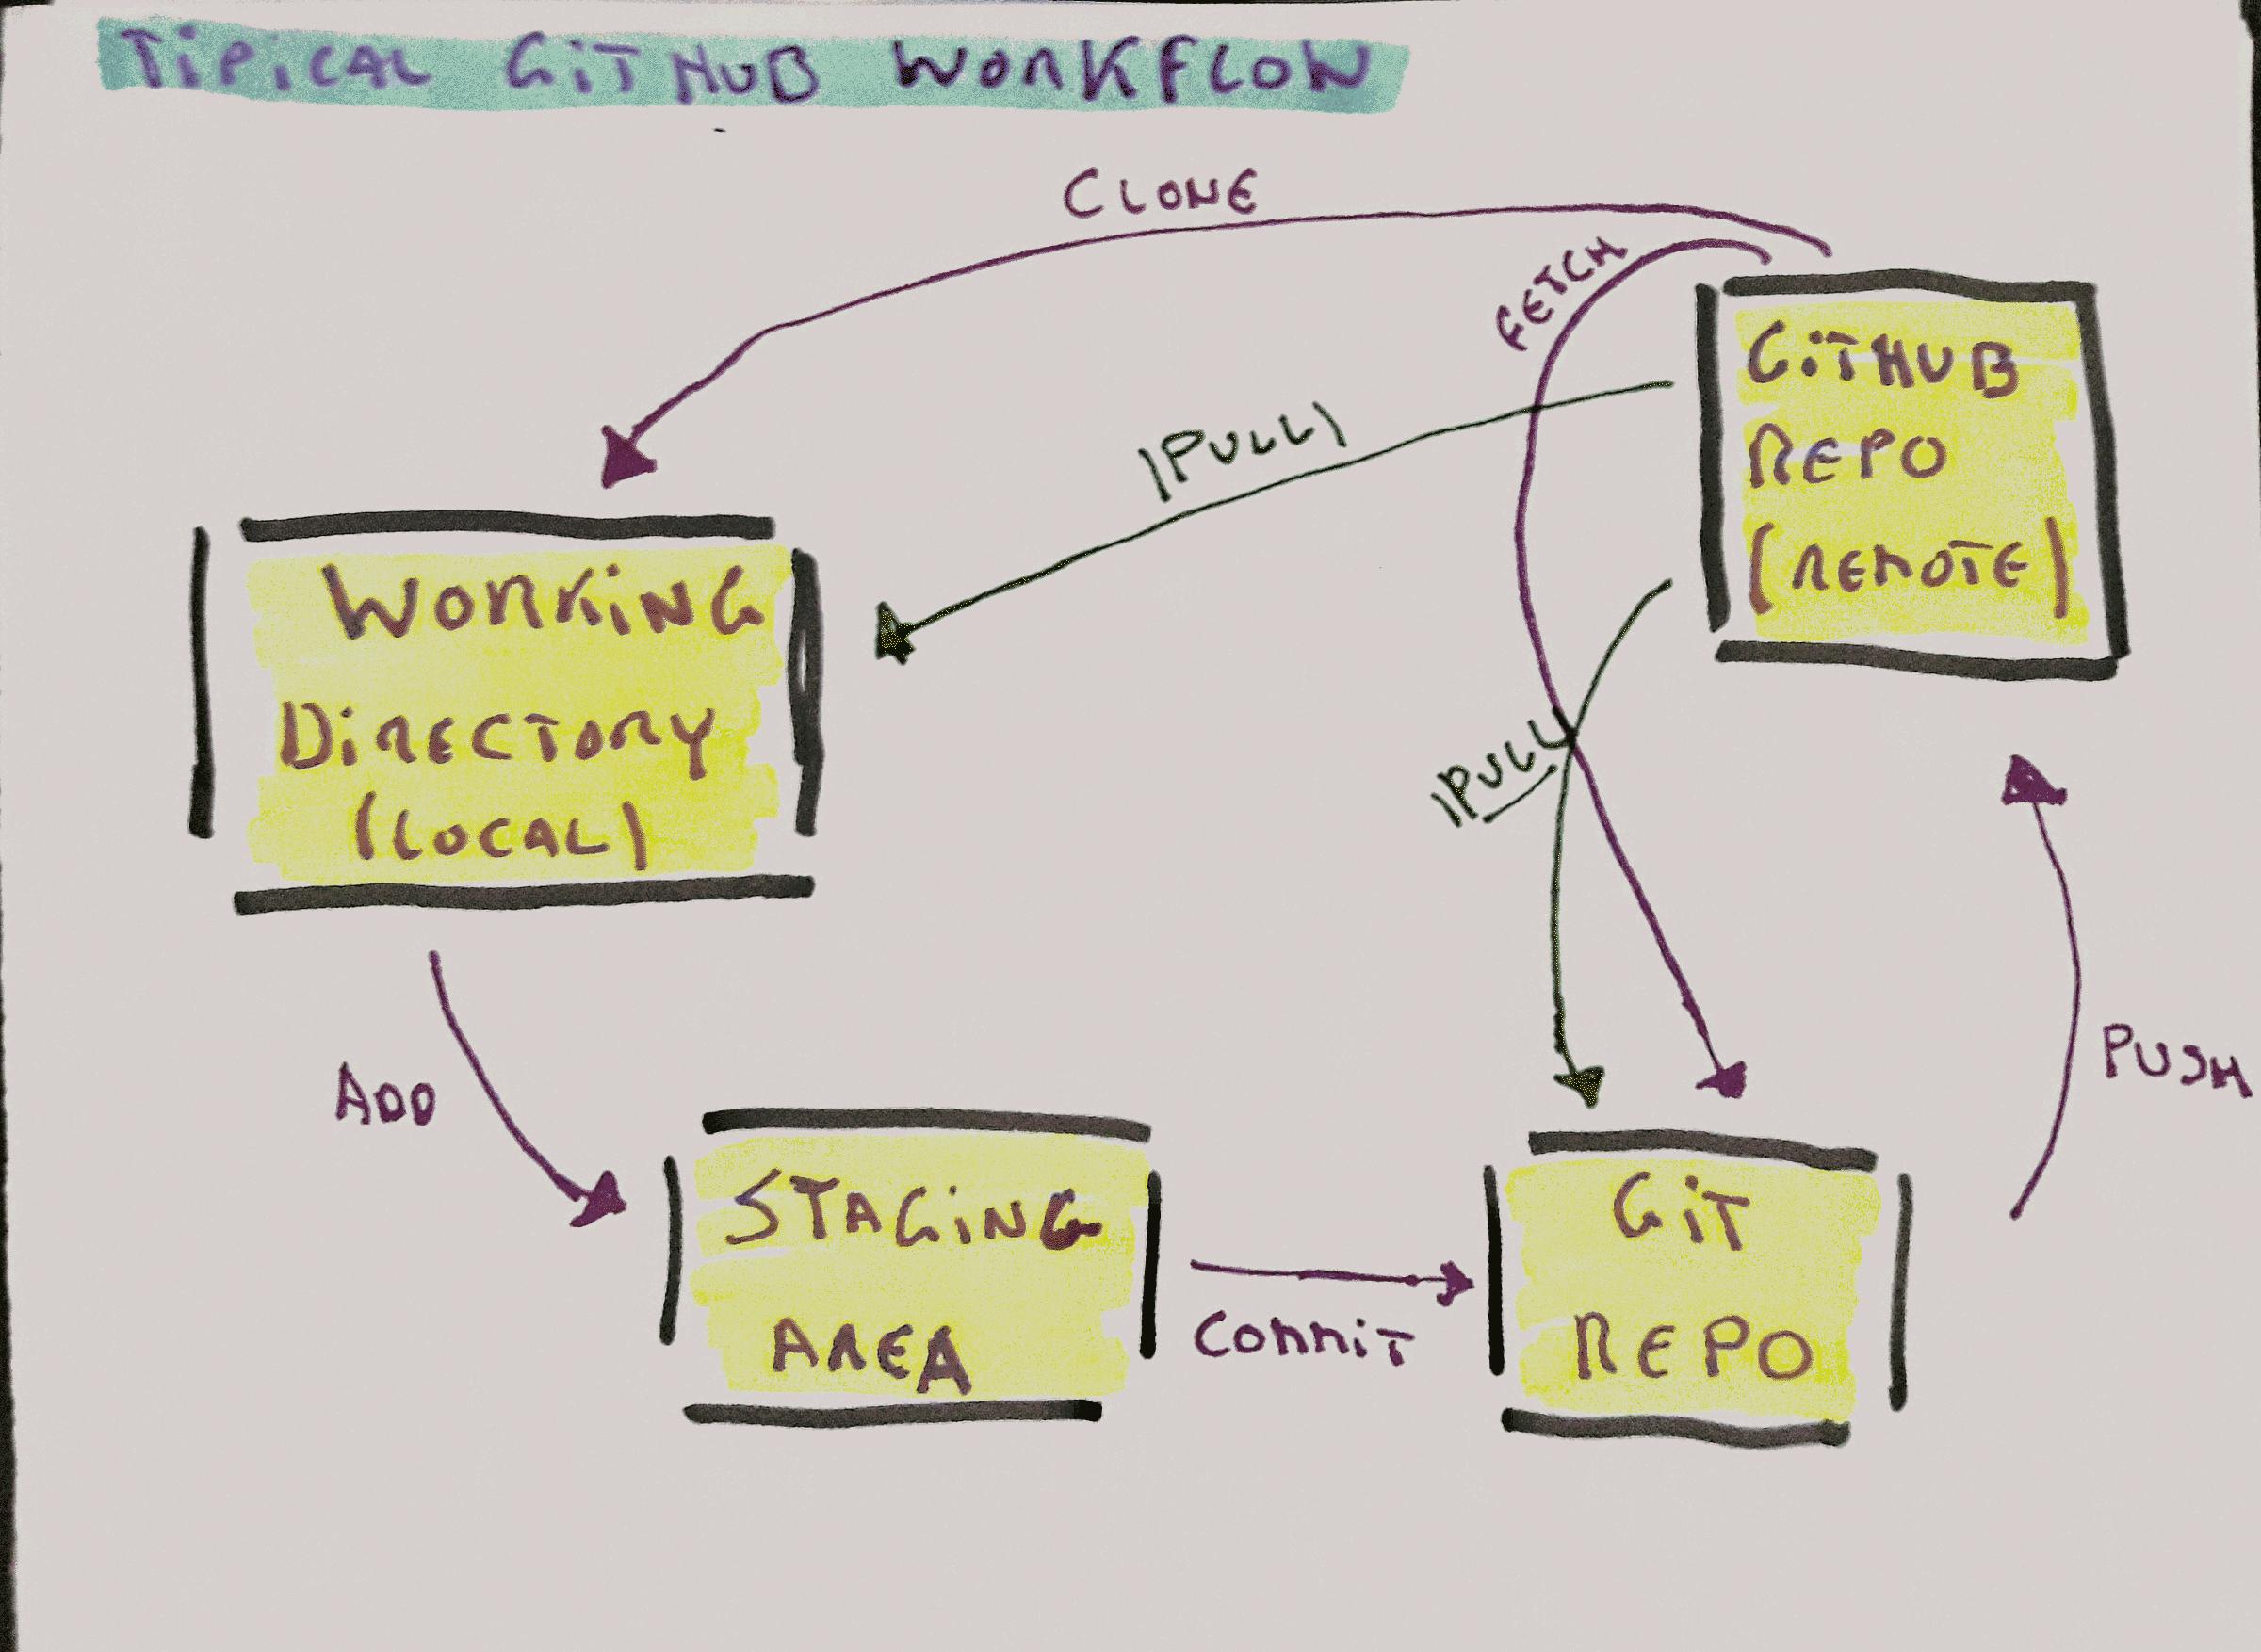 TiPiCAL GiTHUB WORKFLOW
CLONE
FETCH
GiTHUB
REPO
(REMOTE)
(PULL)
WORKiNG
DiRECTORY
(LOCAL)
(PULL)
ADD
PUSH
STAGiNG
AREA
COMMiT
GiT
REPO